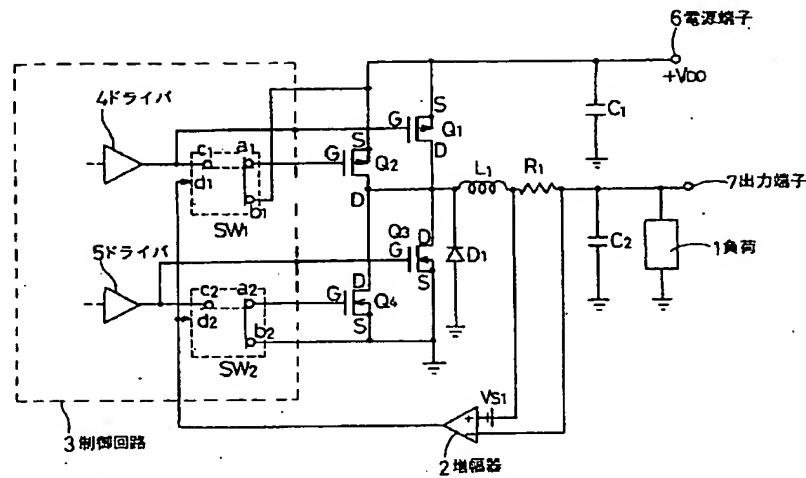 6電源端子
+VDD
4ドライバ
S
G
Q1
D
C1
c1
a1
S
G
Q2
D
d1
b1
SW1
L1
R1
7出力端子
5ドライバ
Q3
D
G
S
D1
C2
1負荷
c2
a2
D
G
Q4
S
d2
b2
SW2
VS1
+
3制御回路
2増幅器